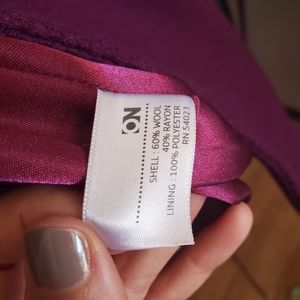 ON
SHELL : 60% WOOL
40% RAYON
RN 54023
LINING : 100% POLYESTER